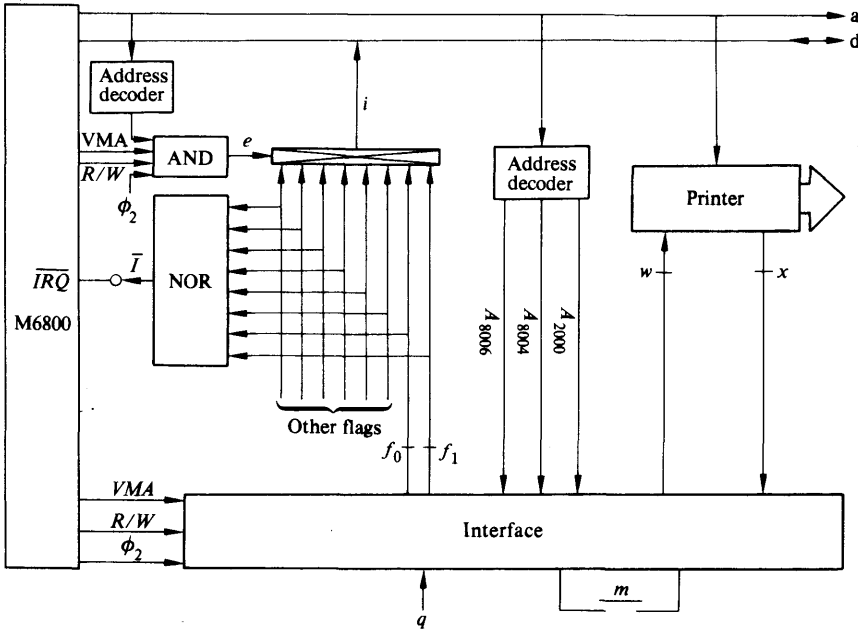 a
d
Address
decoder
i
VMA
R/W
ϕ2
AND
e
Address
decoder
Printer
NOR
Ī
IRQ
M6800
w
x
A8006
A8004
A2000
Other flags
f0
f1
VMA
R/W
ϕ2
Interface
m
q